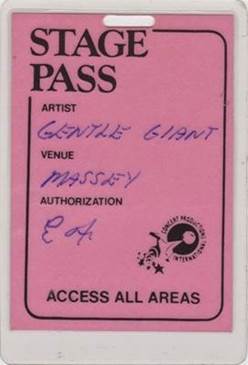 STAGE
PASS
ARTIST
GENTLE GIANT
VENUE
MASSEY
AUTHORIZATION
CONCERT PRODUCTIONS
INTERNATIONAL
ACCESS ALL AREAS